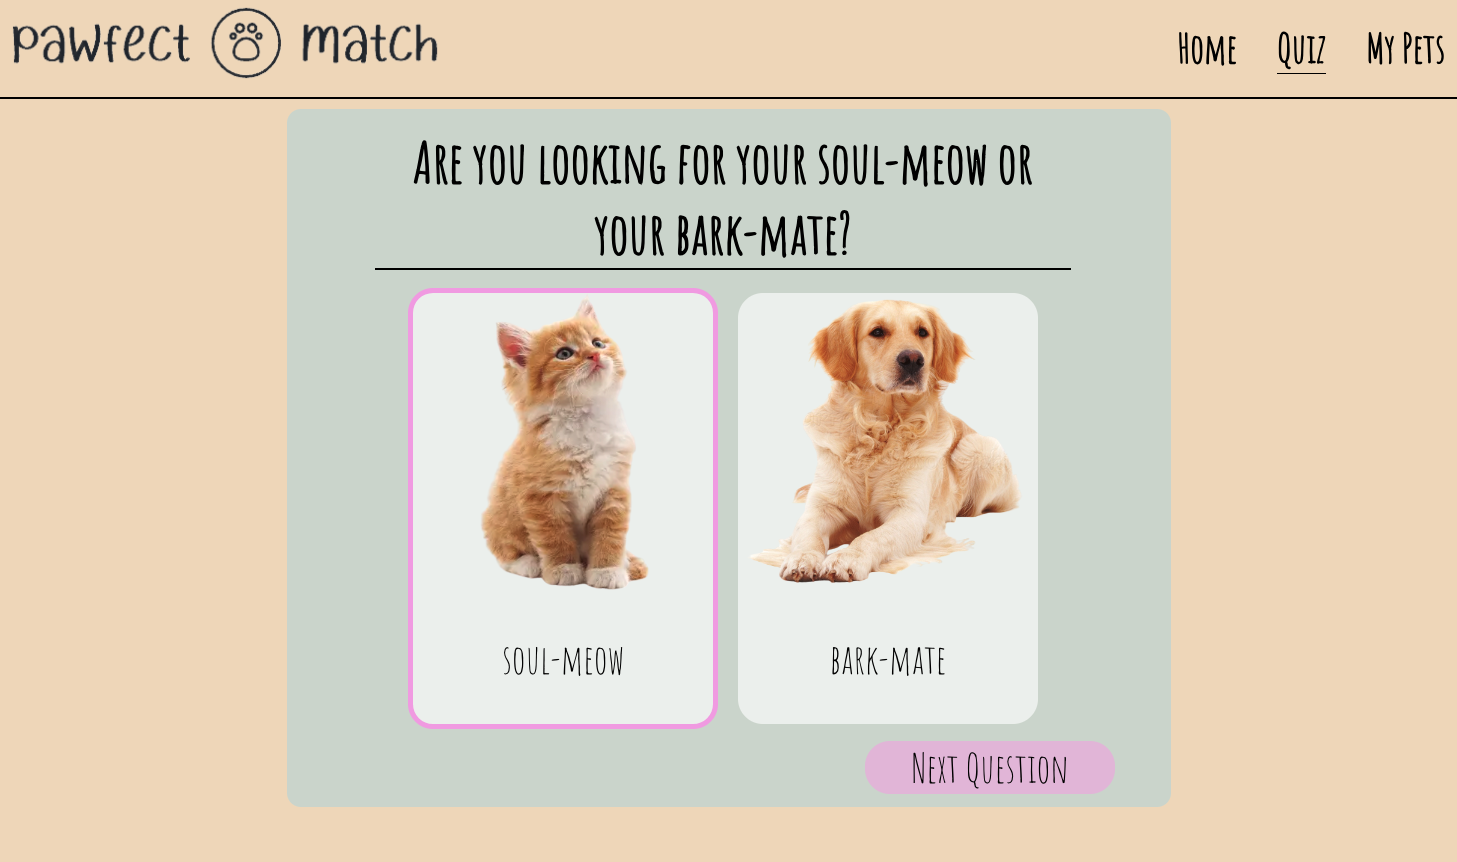 pawfect match
Home Quiz My Pets
Are you looking for your soul-meow or
your bark-mate?
soul-meow
bark-mate
Next Question